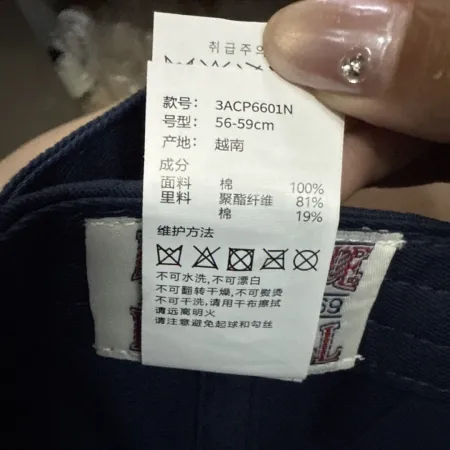 취급주의
款号： 3ACP6601N
号型： 56-59cm
产地： 越南
成分
面料 棉 100%
里料 聚酯纤维 81%
棉 19%
维护方法
不可水洗,不可漂白
不可翻转干燥,不可熨烫
不可干洗,请用干布擦拭
请远离明火
请注意避免起球和勾丝